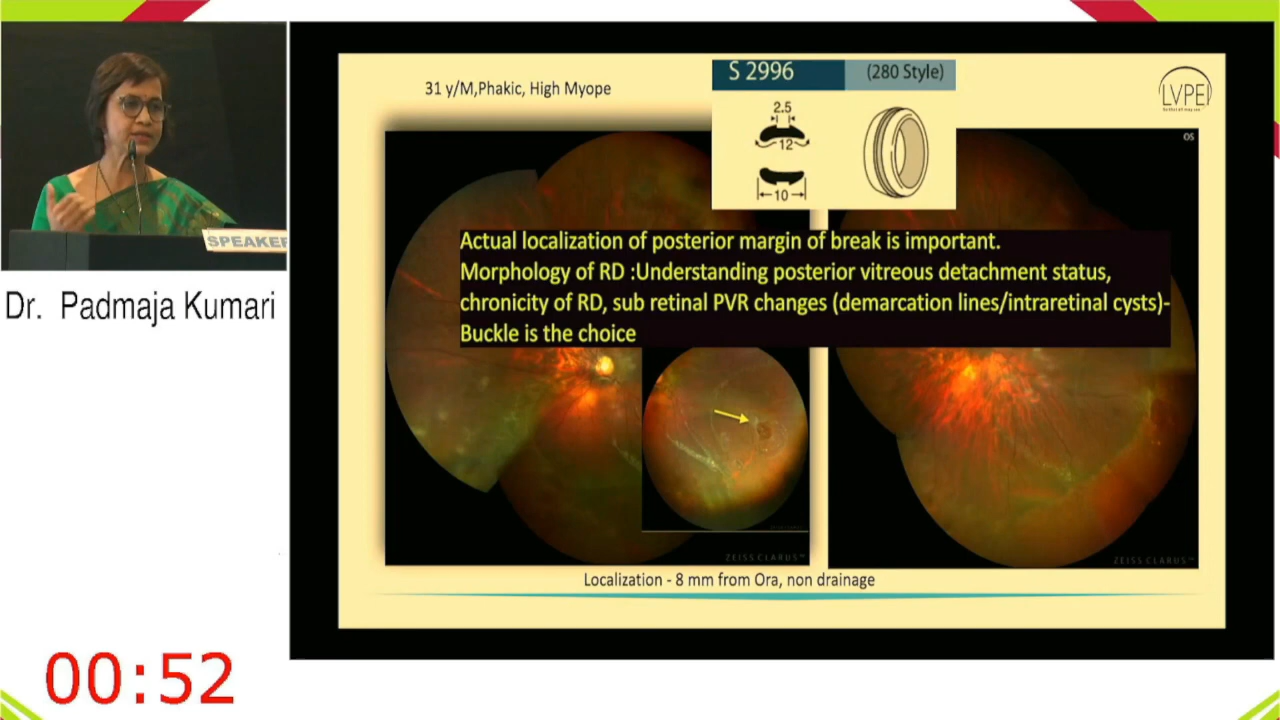 SPEAKER
Dr. Padmaja Kumari
00:52
31 y/M,Phakic, High Myope
S 2996
(280 Style)
2.5
12
10
LVPEI
OS
Actual localization of posterior margin of break is important.
Morphology of RD :Understanding posterior vitreous detachment status,
chronicity of RD, sub retinal PVR changes (demarcation lines/intraretinal cysts)-
Buckle is the choice
ZEISS CLARUS
ZEISS CLARUS
Localization - 8 mm from Ora, non drainage